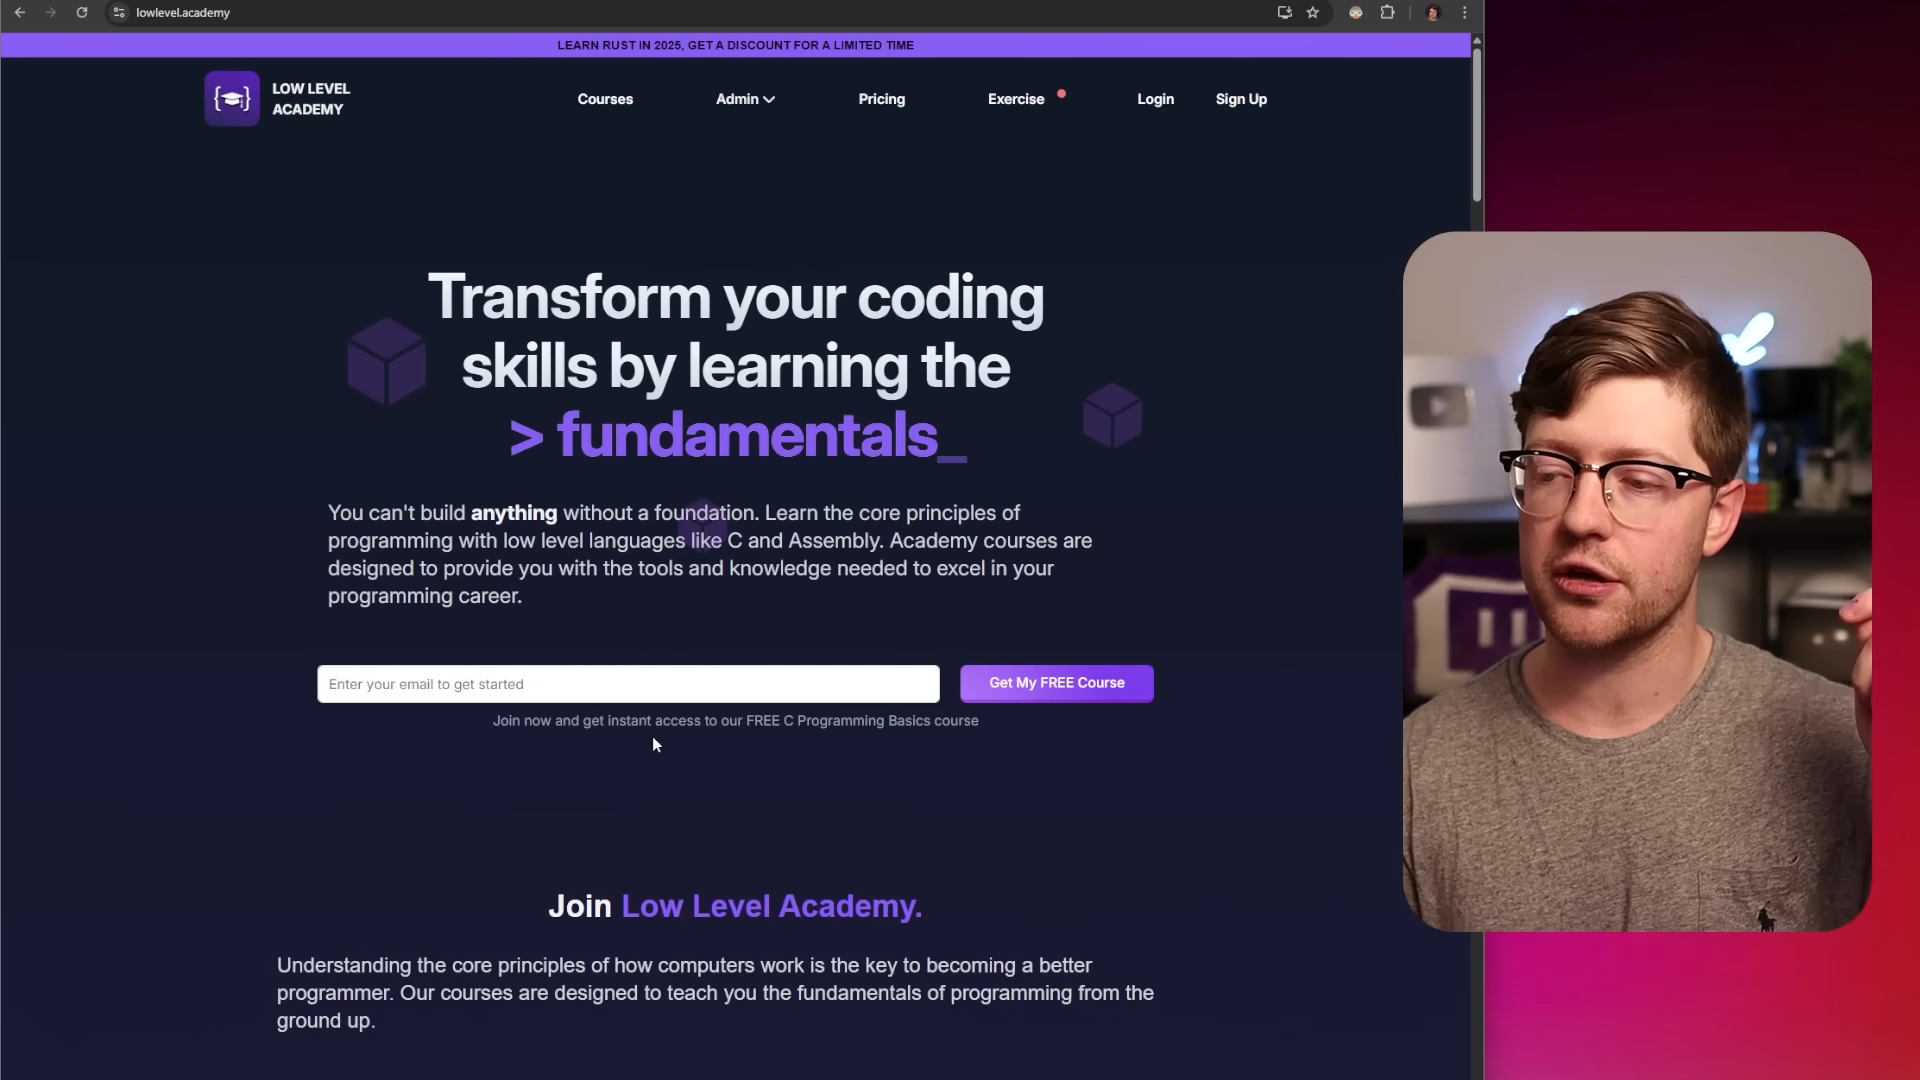 lowlevel.academy
LEARN RUST IN 2025, GET A DISCOUNT FOR A LIMITED TIME
LOW LEVEL
ACADEMY
Courses
Admin
Pricing
Exercise
Login
Sign Up
Transform your coding
skills by learning the
> fundamentals_
You can't build anything without a foundation. Learn the core principles of
programming with low level languages like C and Assembly. Academy courses are
designed to provide you with the tools and knowledge needed to excel in your
programming career.
Enter your email to get started
Get My FREE Course
Join now and get instant access to our FREE C Programming Basics course
Join Low Level Academy.
Understanding the core principles of how computers work is the key to becoming a better
programmer. Our courses are designed to teach you the fundamentals of programming from the
ground up.